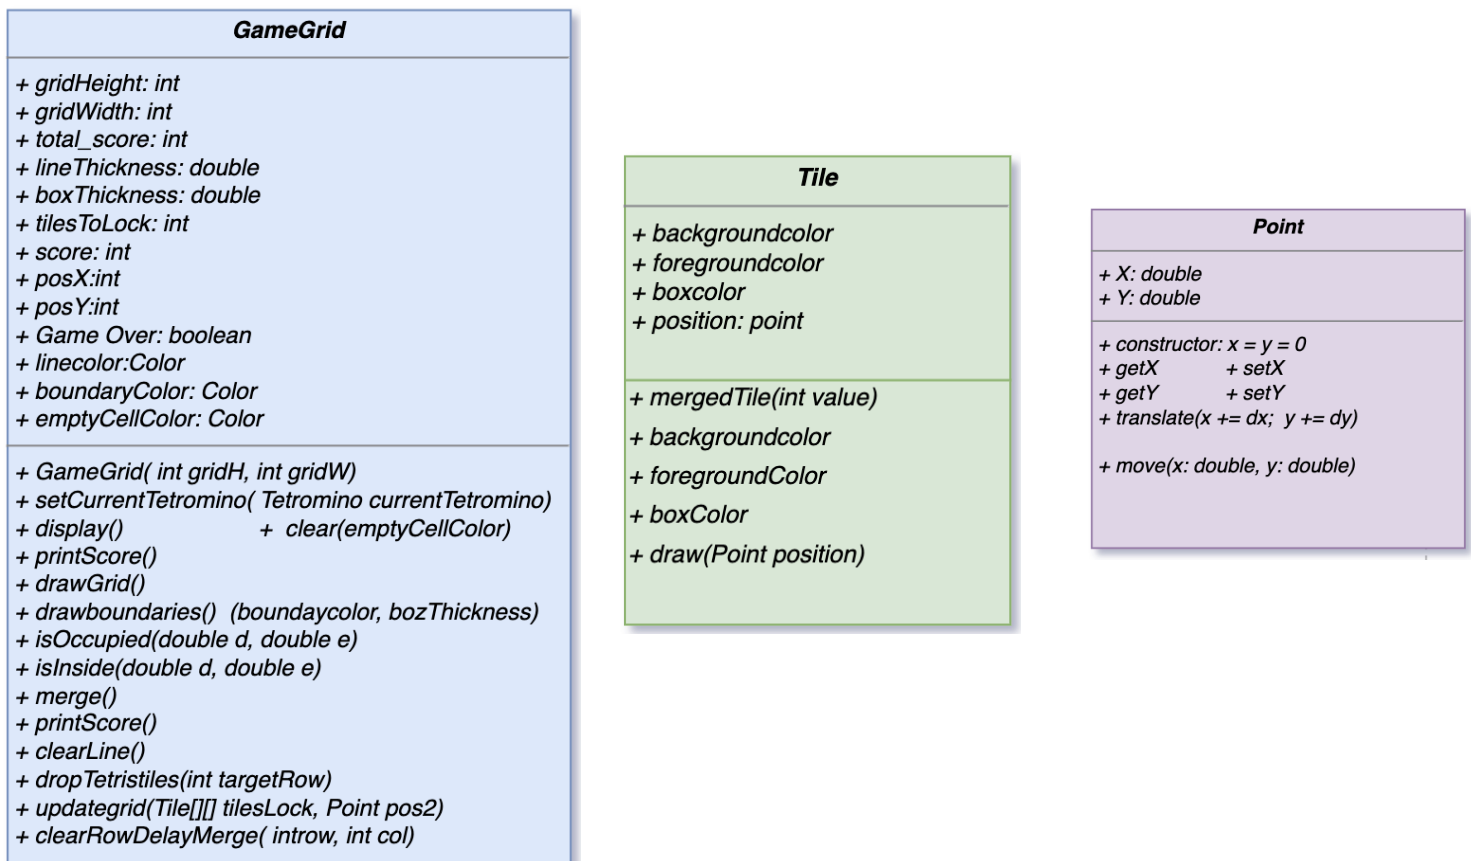 GameGrid
+ gridHeight: int
+ gridWidth: int
+ total_score: int
+ lineThickness: double
+ boxThickness: double
+ tilesToLock: int
+ score: int
+ posX:int
+ posY:int
+ Game Over: boolean
+ linecolor:Color
+ boundaryColor: Color
+ emptyCellColor: Color
+ GameGrid( int gridH, int gridW)
+ setCurrentTetromino( Tetromino currentTetromino)
+ display() + clear(emptyCellColor)
+ printScore()
+ drawGrid()
+ drawboundaries() (boundaycolor, bozThickness)
+ isOccupied(double d, double e)
+ isInside(double d, double e)
+ merge()
+ printScore()
+ clearLine()
+ dropTetristiles(int targetRow)
+ updategrid(Tile[][] tilesLock, Point pos2)
+ clearRowDelayMerge( introw, int col)
Tile
+ backgroundcolor
+ foregroundcolor
+ boxcolor
+ position: point
+ mergedTile(int value)
+ backgroundcolor
+ foregroundColor
+ boxColor
+ draw(Point position)
Point
+ X: double
+ Y: double
+ constructor: x = y = 0
+ getX + setX
+ getY + setY
+ translate(x += dx; y += dy)
+ move(x: double, y: double)